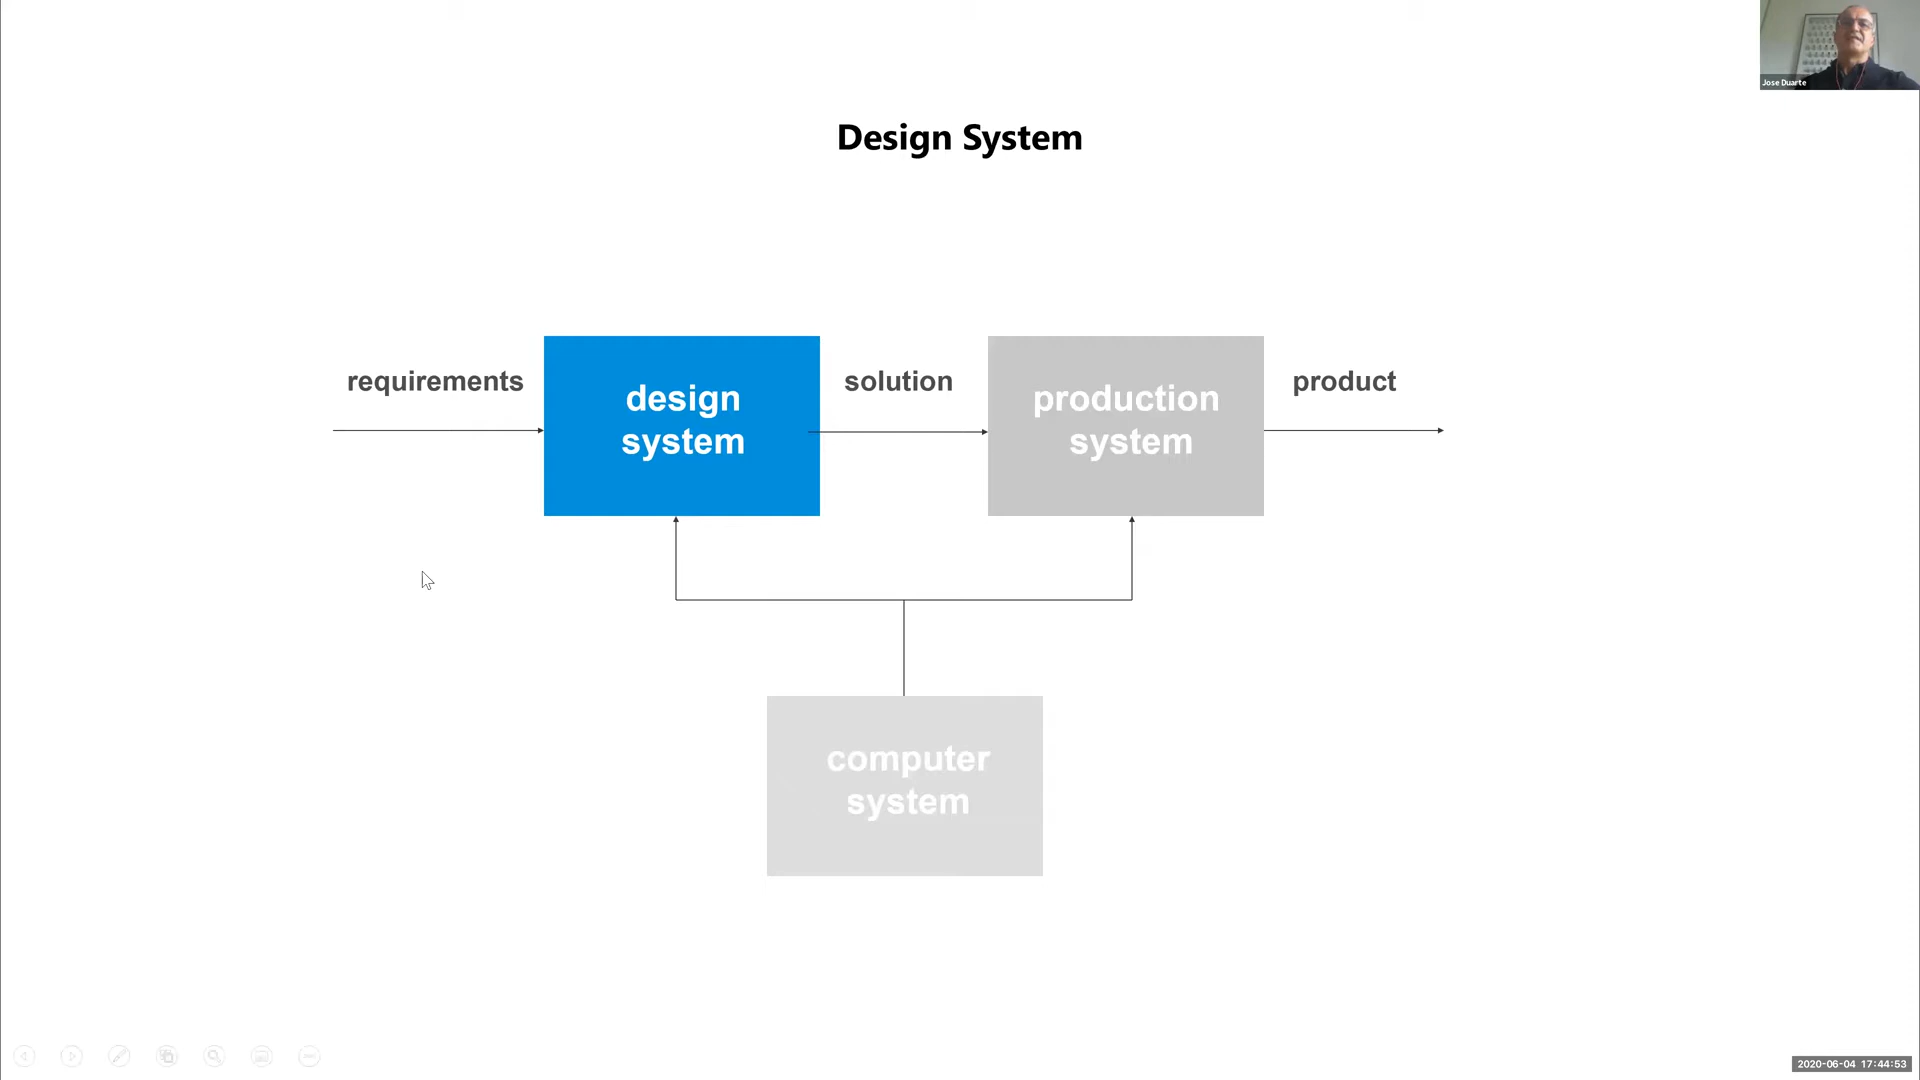 Jose Duarte
Design System
requirements
design
system
solution
production
system
product
computer
system
2020-06-04 17:44:53